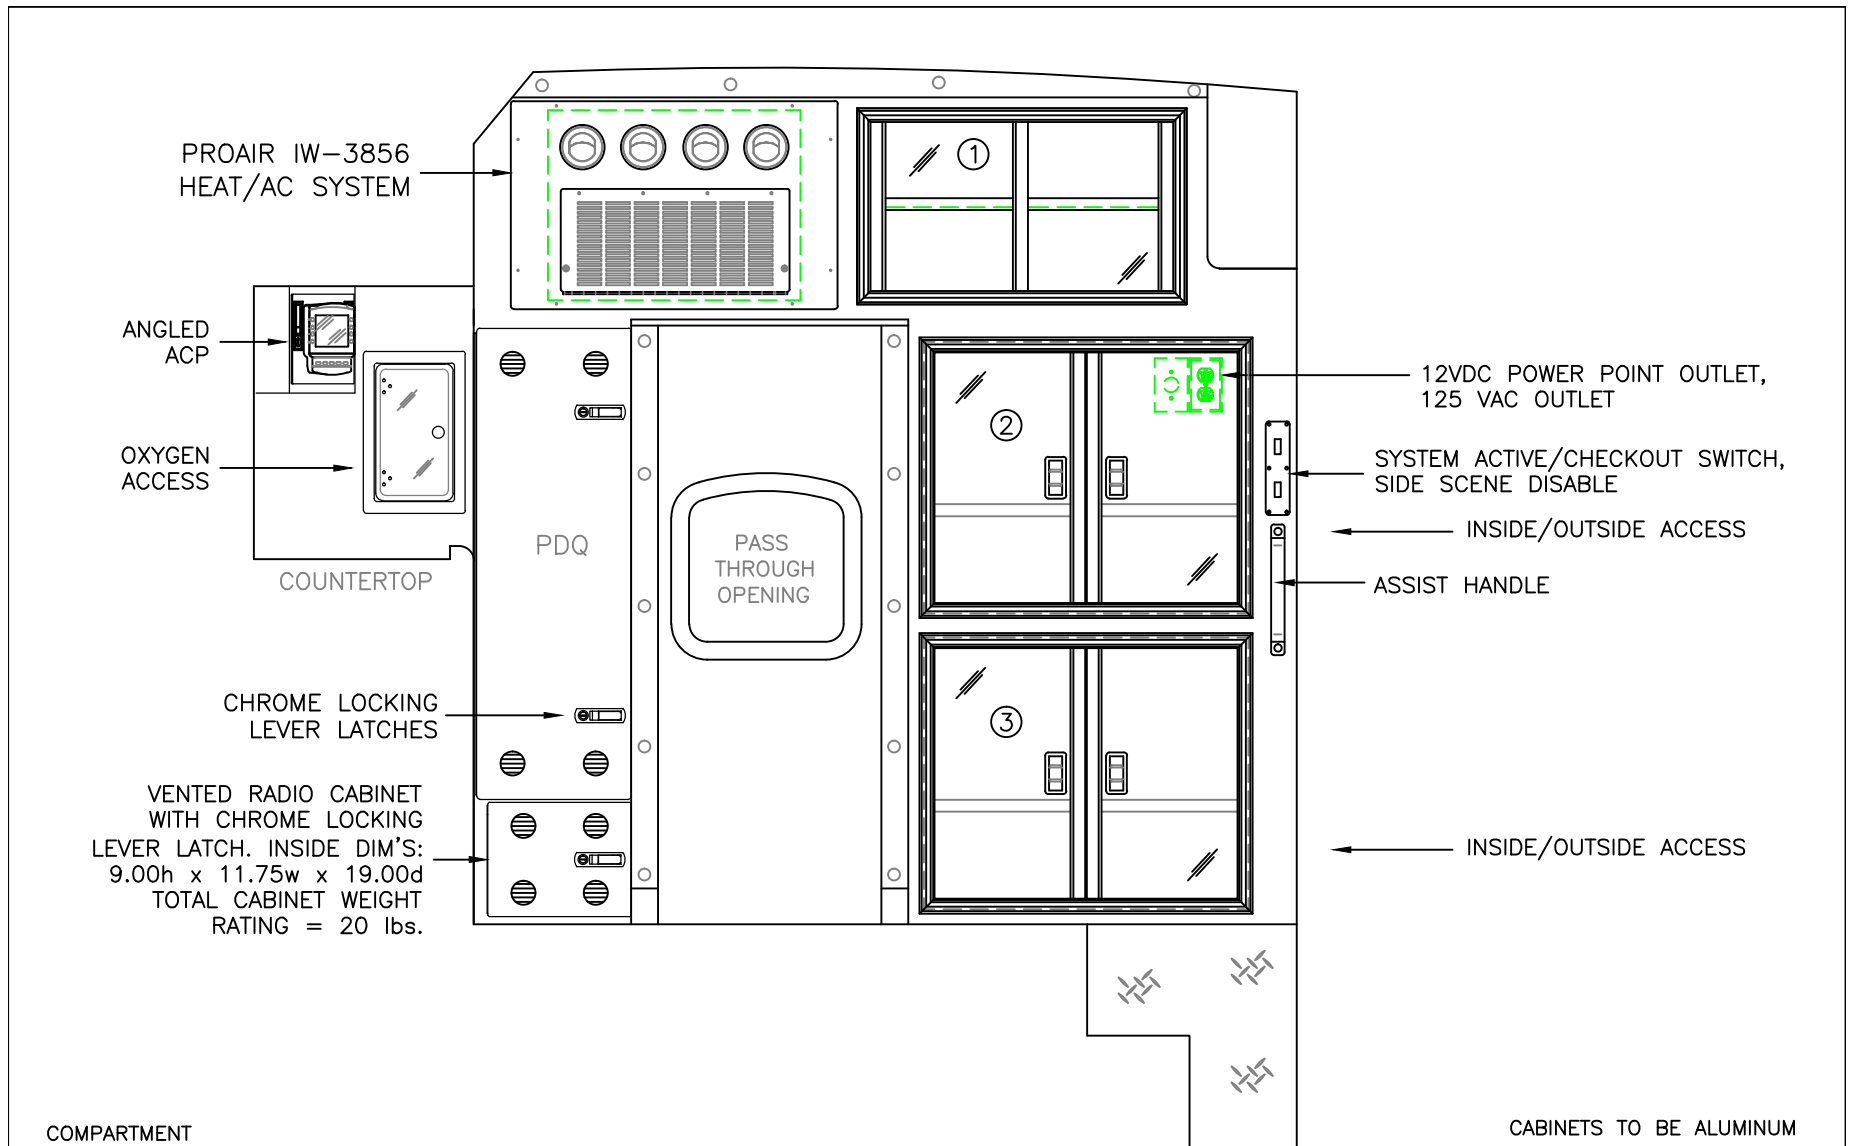 PROAIR IW-3856
HEAT/AC SYSTEM
1
ANGLED
ACP
OXYGEN
ACCESS
COUNTERTOP
PDQ
PASS
THROUGH
OPENING
2
12VDC POWER POINT OUTLET,
125 VAC OUTLET
SYSTEM ACTIVE/CHECKOUT SWITCH,
SIDE SCENE DISABLE
INSIDE/OUTSIDE ACCESS
ASSIST HANDLE
CHROME LOCKING
LEVER LATCHES
3
VENTED RADIO CABINET
WITH CHROME LOCKING
LEVER LATCH. INSIDE DIM'S:
9.00h x 11.75w x 19.00d
TOTAL CABINET WEIGHT
RATING = 20 lbs.
INSIDE/OUTSIDE ACCESS
COMPARTMENT
CABINETS TO BE ALUMINUM